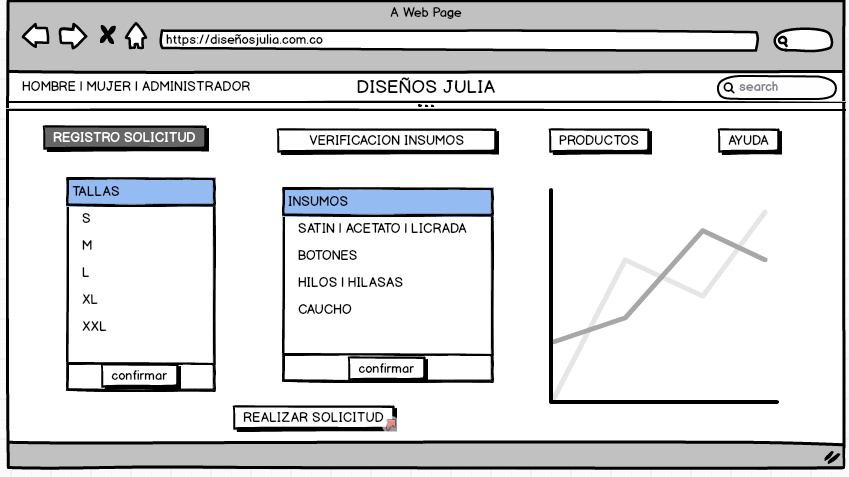 A Web Page
https://diseñosjulia.com.co
HOMBRE | MUJER | ADMINISTRADOR
DISEÑOS JULIA
search
REGISTRO SOLICITUD
VERIFICACION INSUMOS
PRODUCTOS
AYUDA
TALLAS
S
M
L
XL
XXL
confirmar
INSUMOS
SATIN | ACETATO | LICRADA
BOTONES
HILOS | HILASAS
CAUCHO
confirmar
REALIZAR SOLICITUD